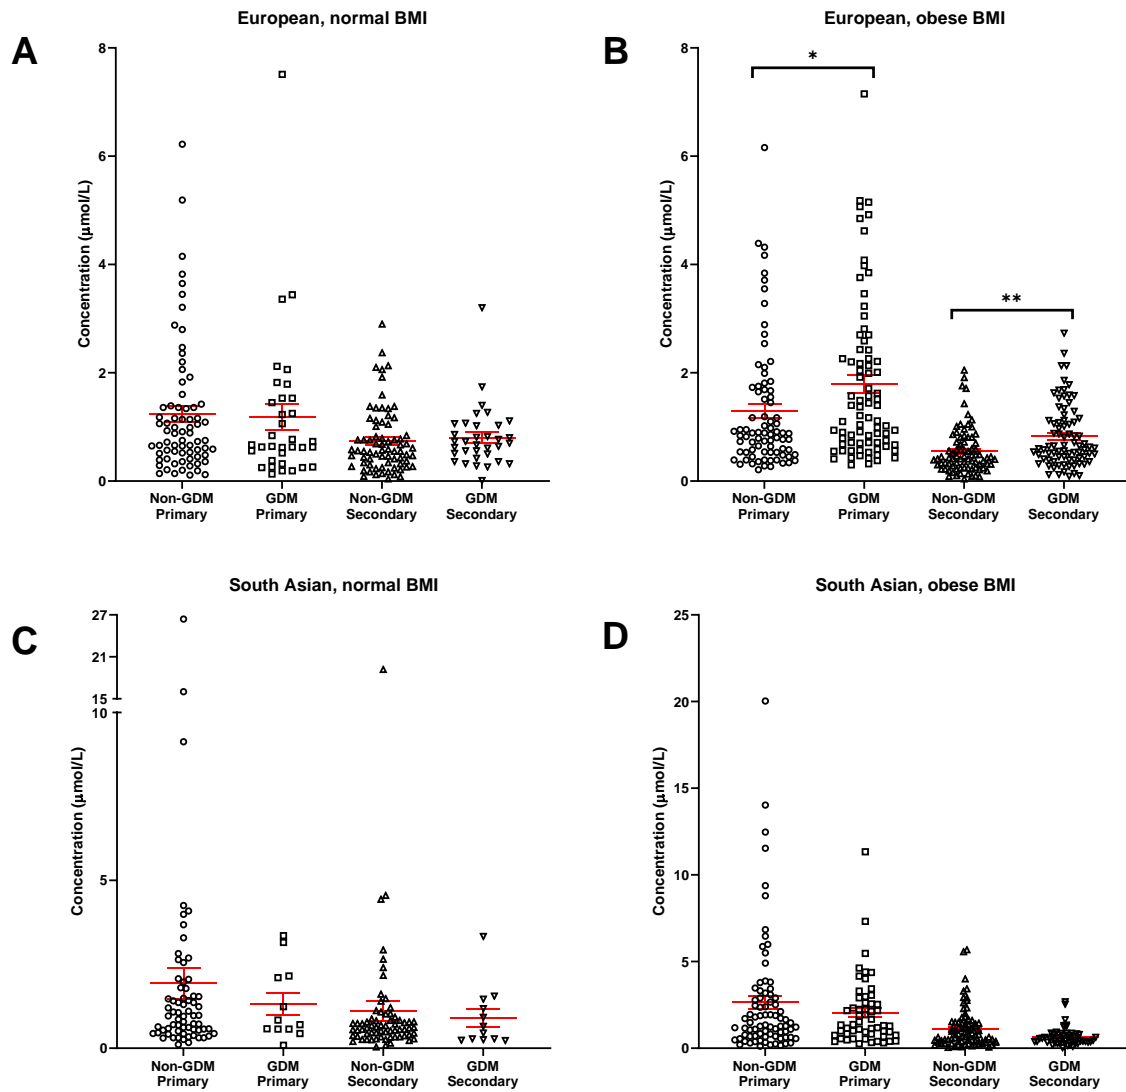 European, normal BMI
A
Concentration (μmol/L)
8
6
4
2
0
Non-GDM
Primary
GDM
Primary
Non-GDM
Secondary
GDM
Secondary
European, obese BMI
B
Concentration (μmol/L)
8
6
4
2
0
*
**
Non-GDM
Primary
GDM
Primary
Non-GDM
Secondary
GDM
Secondary
South Asian, normal BMI
C
Concentration (μmol/L)
27
21
15
10
5
0
Non-GDM
Primary
GDM
Primary
Non-GDM
Secondary
GDM
Secondary
South Asian, obese BMI
D
Concentration (μmol/L)
25
20
15
10
5
0
Non-GDM
Primary
GDM
Primary
Non-GDM
Secondary
GDM
Secondary